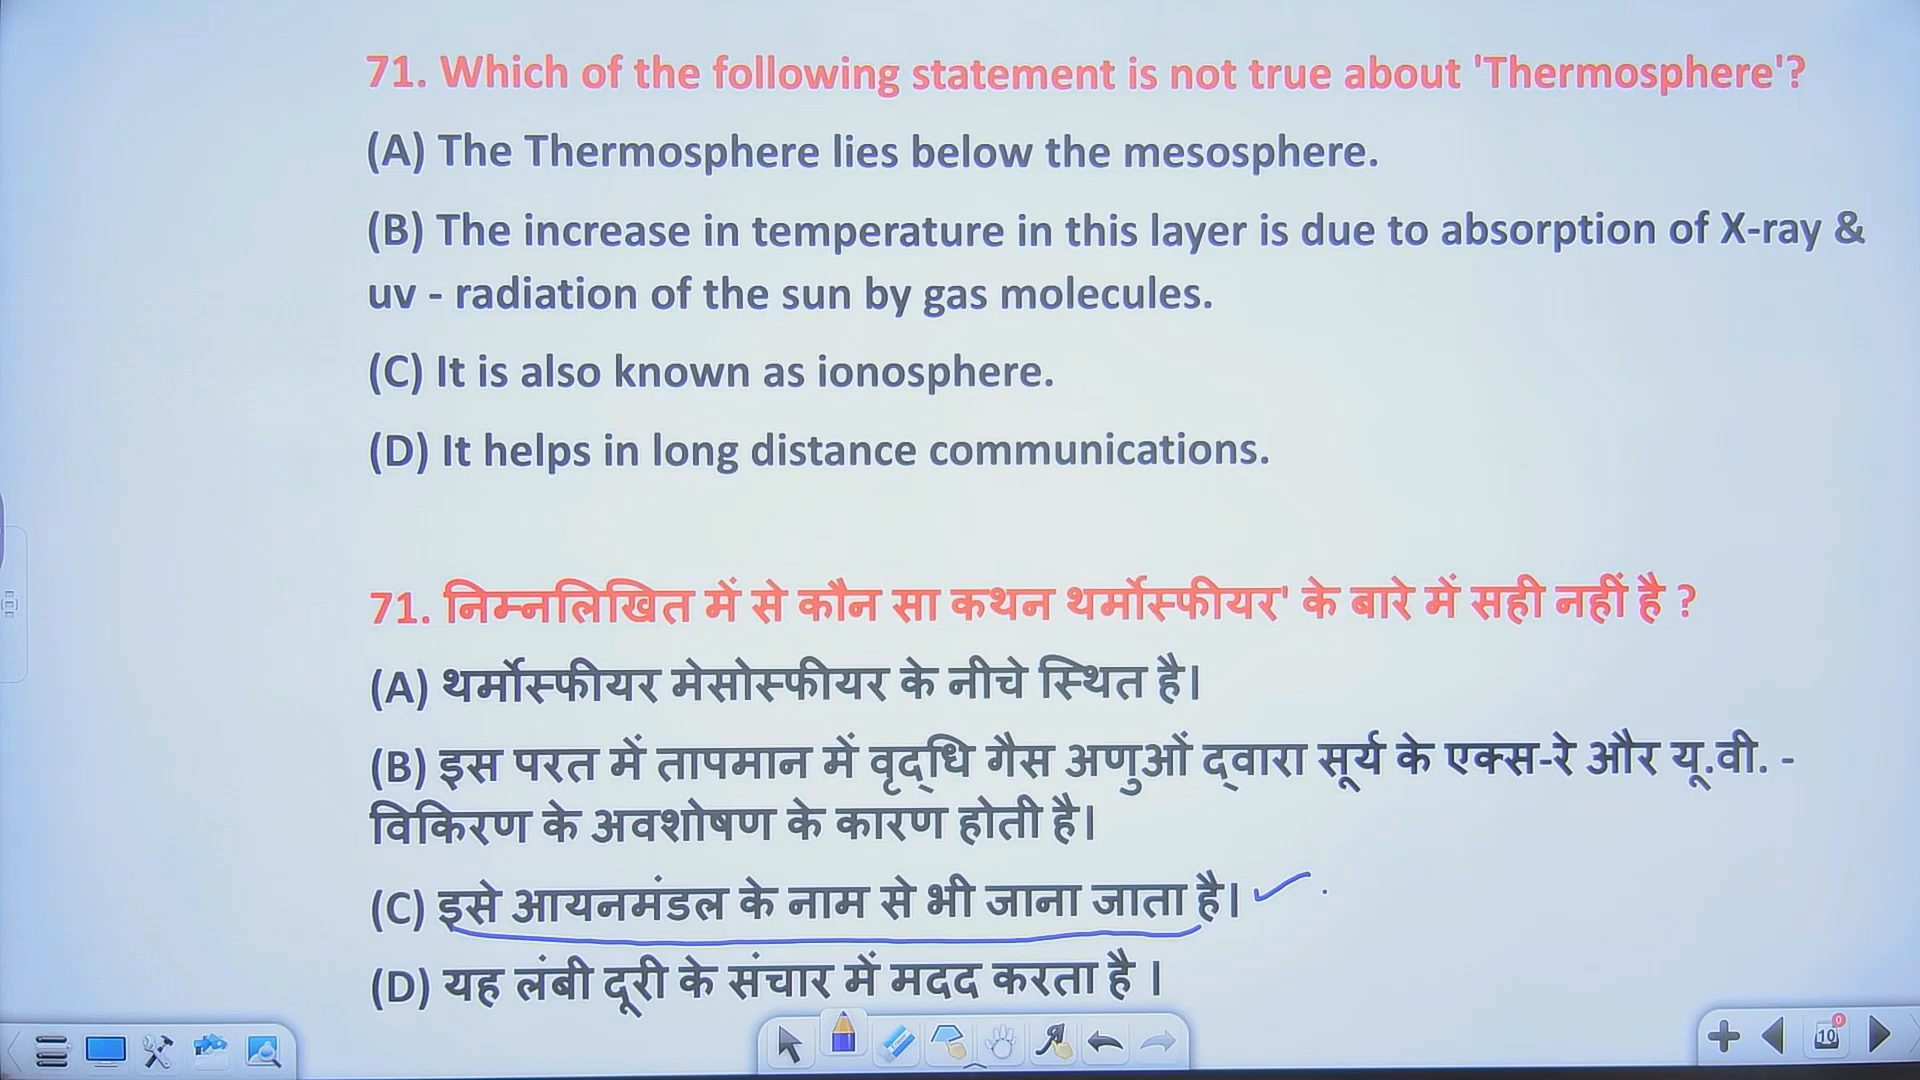 71. Which of the following statement is not true about 'Thermosphere'?
(A) The Thermosphere lies below the mesosphere.
(B) The increase in temperature in this layer is due to absorption of X-ray &
uv - radiation of the sun by gas molecules.
(C) It is also known as ionosphere.
(D) It helps in long distance communications.
71. निम्नलिखित में से कौन सा कथन थर्मोस्फीयर' के बारे में सही नहीं है ?
(A) थर्मोस्फीयर मेसोस्फीयर के नीचे स्थित है।
(B) इस परत में तापमान में वृद्धि गैस अणुओं द्वारा सूर्य के एक्स-रे और यू.वी. -
विकिरण के अवशोषण के कारण होती है।
(C) इसे आयनमंडल के नाम से भी जाना जाता है।
(D) यह लंबी दूरी के संचार में मदद करता है ।
10
0